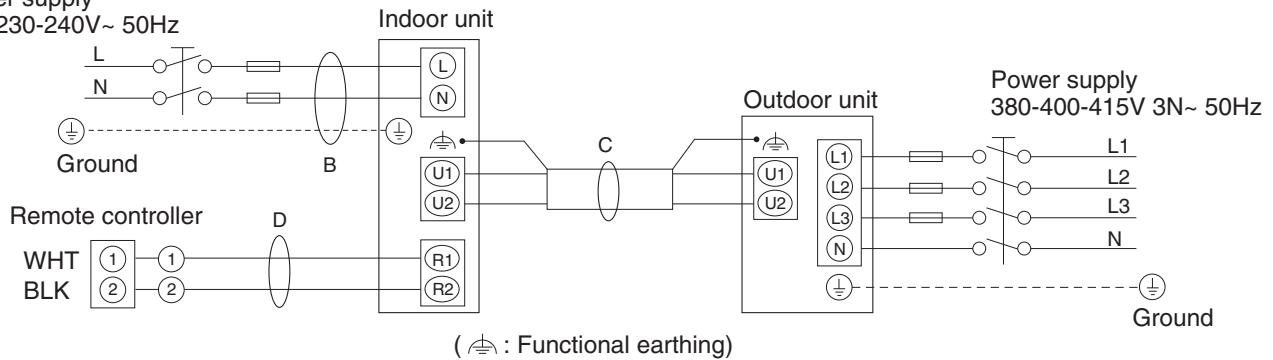 supply
230-240V~ 50Hz
L
N
Ground
B
Indoor unit
L
N
U1
U2
R1
R2
Remote controller
WHT 1 1
BLK 2 2
D
C
Outdoor unit
U1
U2
L1
L2
L3
N
Power supply
380-400-415V 3N~ 50Hz
L1
L2
L3
N
Ground
( : Functional earthing)